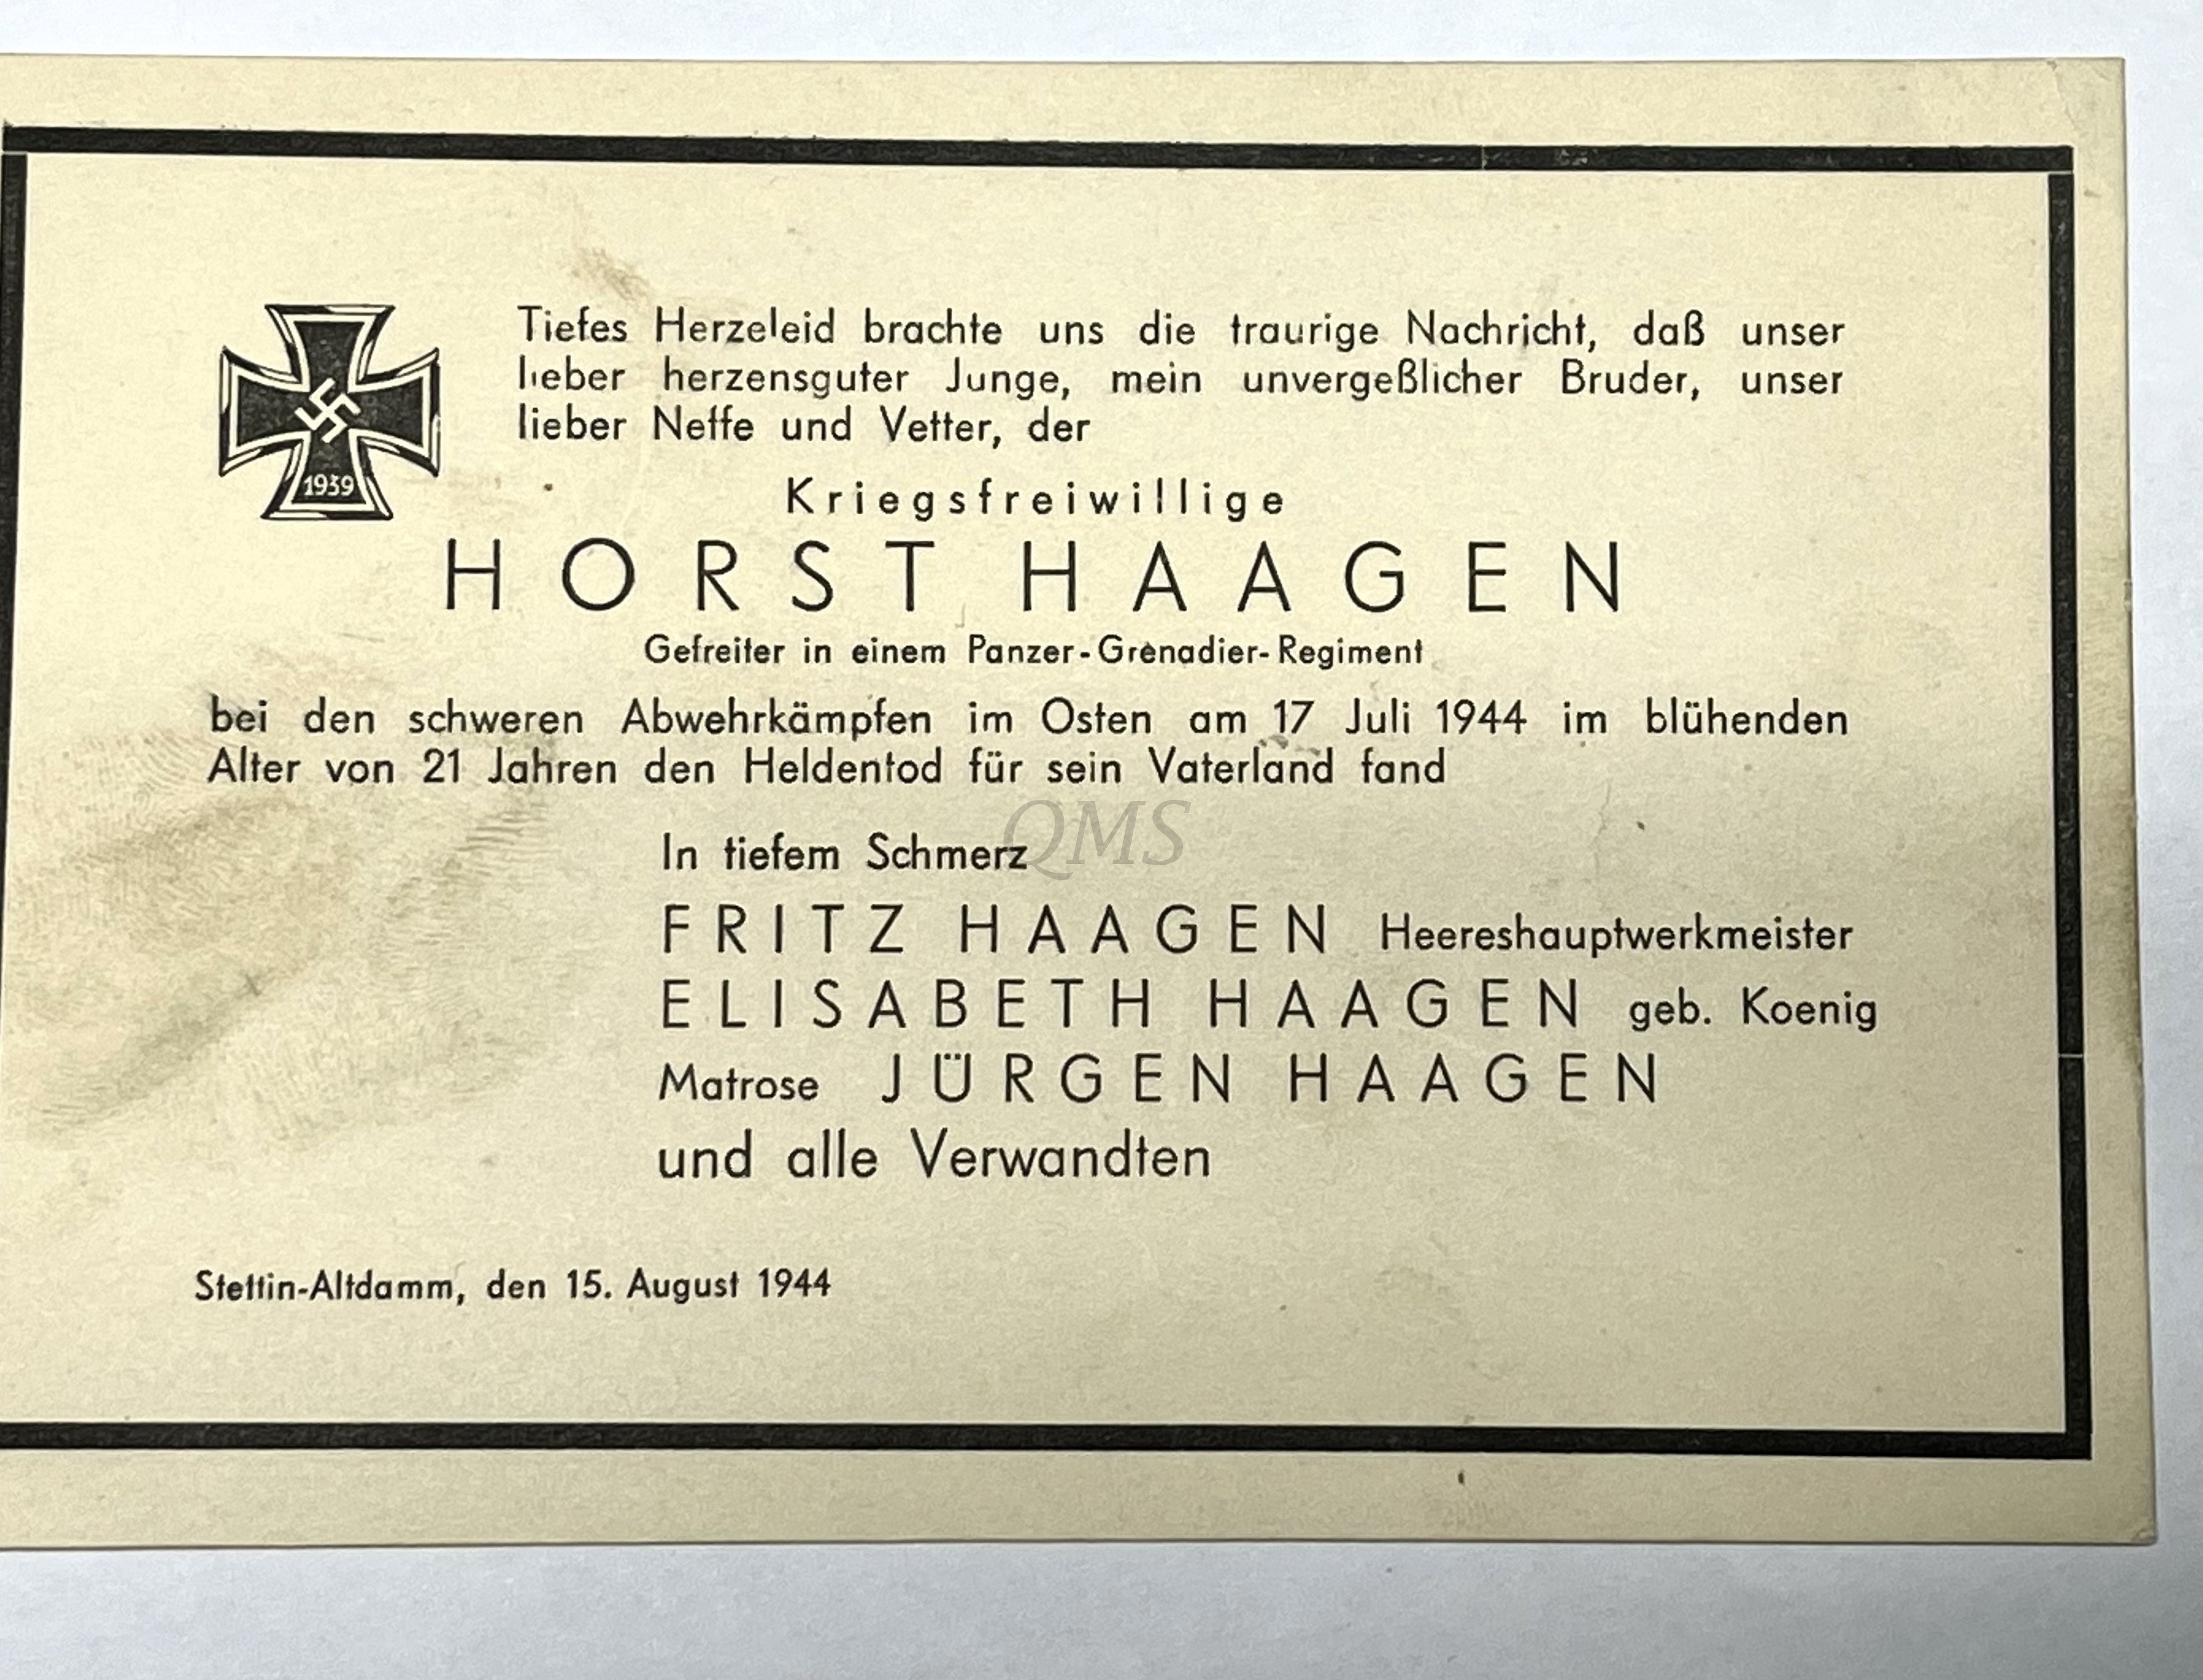 Tiefes Herzeleid brachte uns die traurige Nachricht, daß unser
lieber herzensguter Junge, mein unvergeßlicher Bruder, unser
lieber Neffe und Vetter, der
1939
Kriegsfreiwillige
HORST HAAGEN
Gefreiter in einem Panzer-Grenadier-Regiment
bei den schweren Abwehrkämpfen im Osten am 17 Juli 1944 im blühenden
Alter von 21 Jahren den Heldentod für sein Vaterland fand
QMS
In tiefem Schmerz
FRITZ HAAGEN Heereshauptwerkmeister
ELISABETH HAAGEN geb. Koenig
Matrose JÜRGEN HAAGEN
und alle Verwandten
Stettin-Altdamm, den 15. August 1944